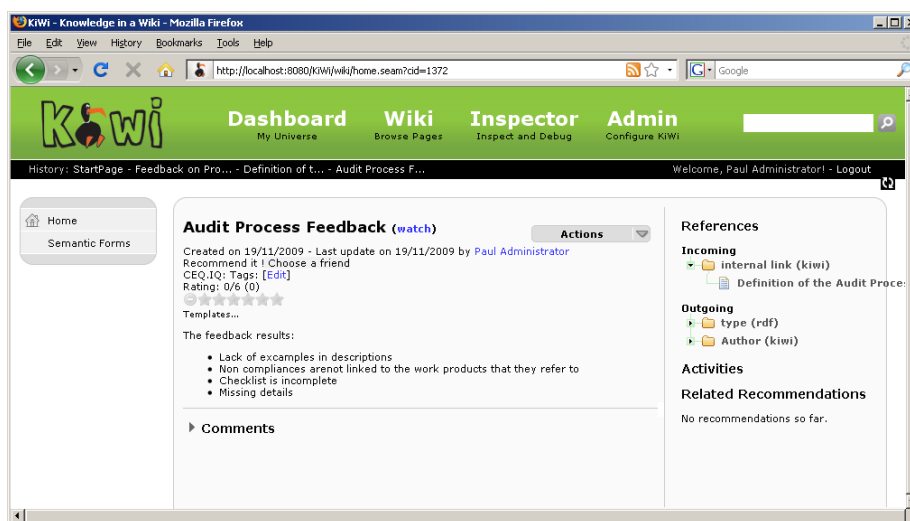 KiWi - Knowledge in a Wiki - Mozilla Firefox
File Edit View History Bookmarks Tools Help
http://localhost:8080/KiWi/wiki/home.seam?cid=1372
G Google
KiWi
Dashboard Wiki Inspector Admin
My Universe Browse Pages Inspect and Debug Configure KiWi
History: StartPage - Feedback on Pro... - Definition of t... - Audit Process F...
Welcome, Paul Administrator! - Logout
Home
Semantic Forms
Audit Process Feedback (watch)
Actions
Created on 19/11/2009 - Last update on 19/11/2009 by Paul Administrator
Recommend it ! Choose a friend
CEQ.IQ: Tags: [Edit]
Rating: 0/6 (0)
Templates...
The feedback results:
Lack of excamples in descriptions
Non compliances arenot linked to the work products that they refer to
Checklist is incomplete
Missing details
Comments
References
Incoming
internal link (kiwi)
Definition of the Audit Proce
Outgoing
type (rdf)
Author (kiwi)
Activities
Related Recommendations
No recommendations so far.